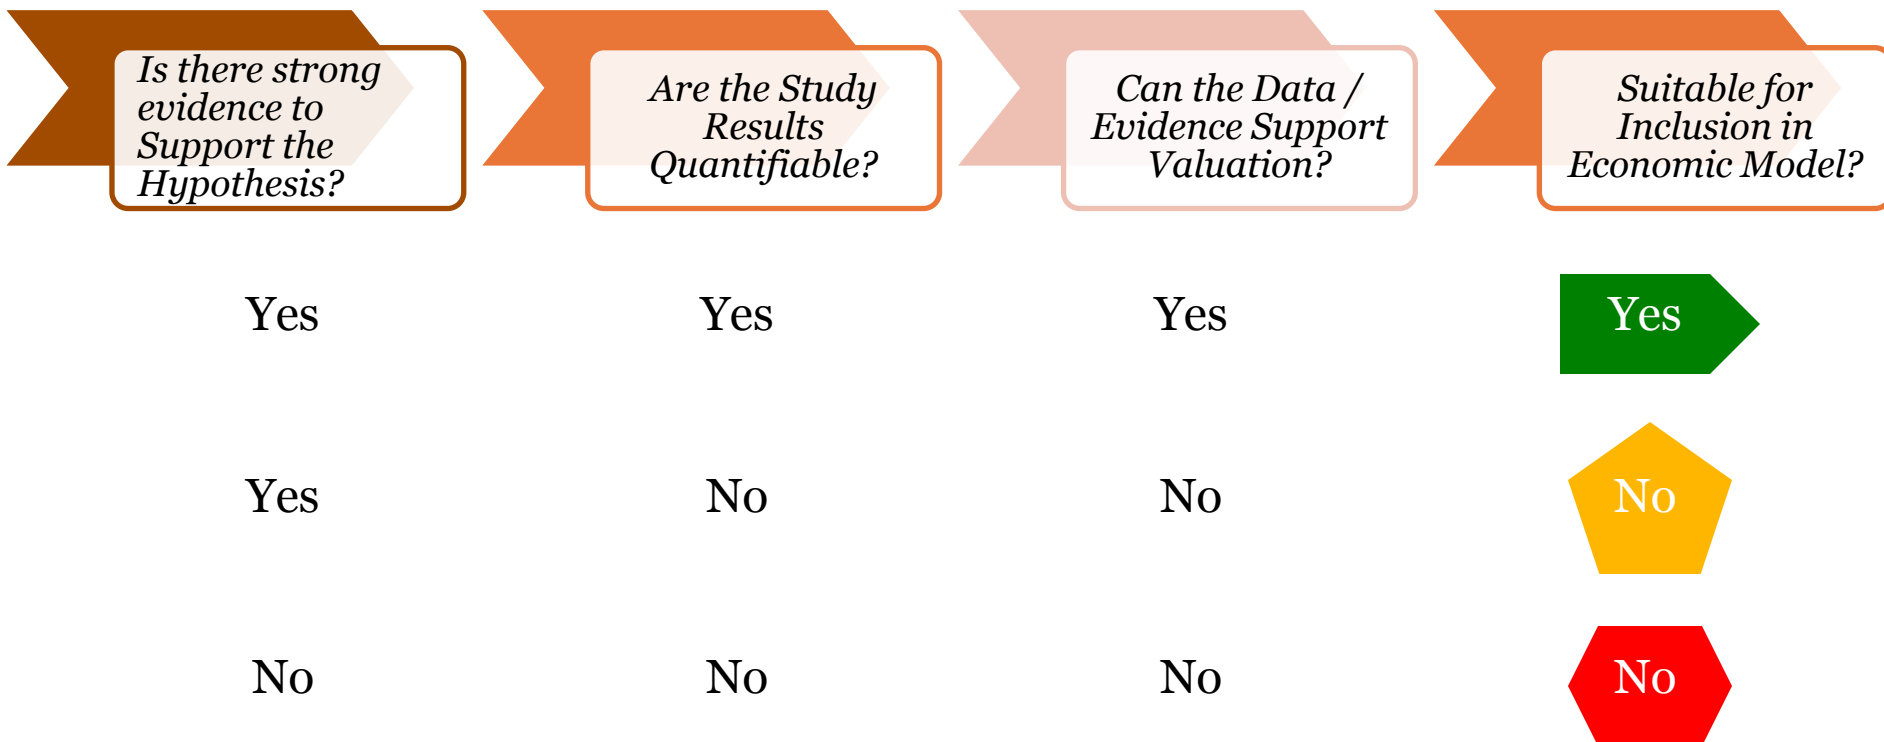 Is there strong
evidence to
Support the
Hypothesis?
Are the Study
Results
Quantifiable?
Can the Data /
Evidence Support
Valuation?
Suitable for
Inclusion in
Economic Model?
Yes
Yes
Yes
Yes
Yes
No
No
No
No
No
No
No